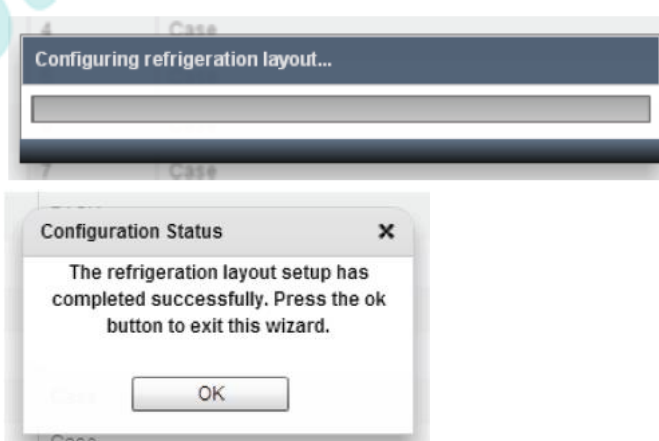 4 Case
Configuring refrigeration layout...
7 Case
Configuration Status
The refrigeration layout setup has
completed successfully. Press the ok
button to exit this wizard.
OK
Case
Case